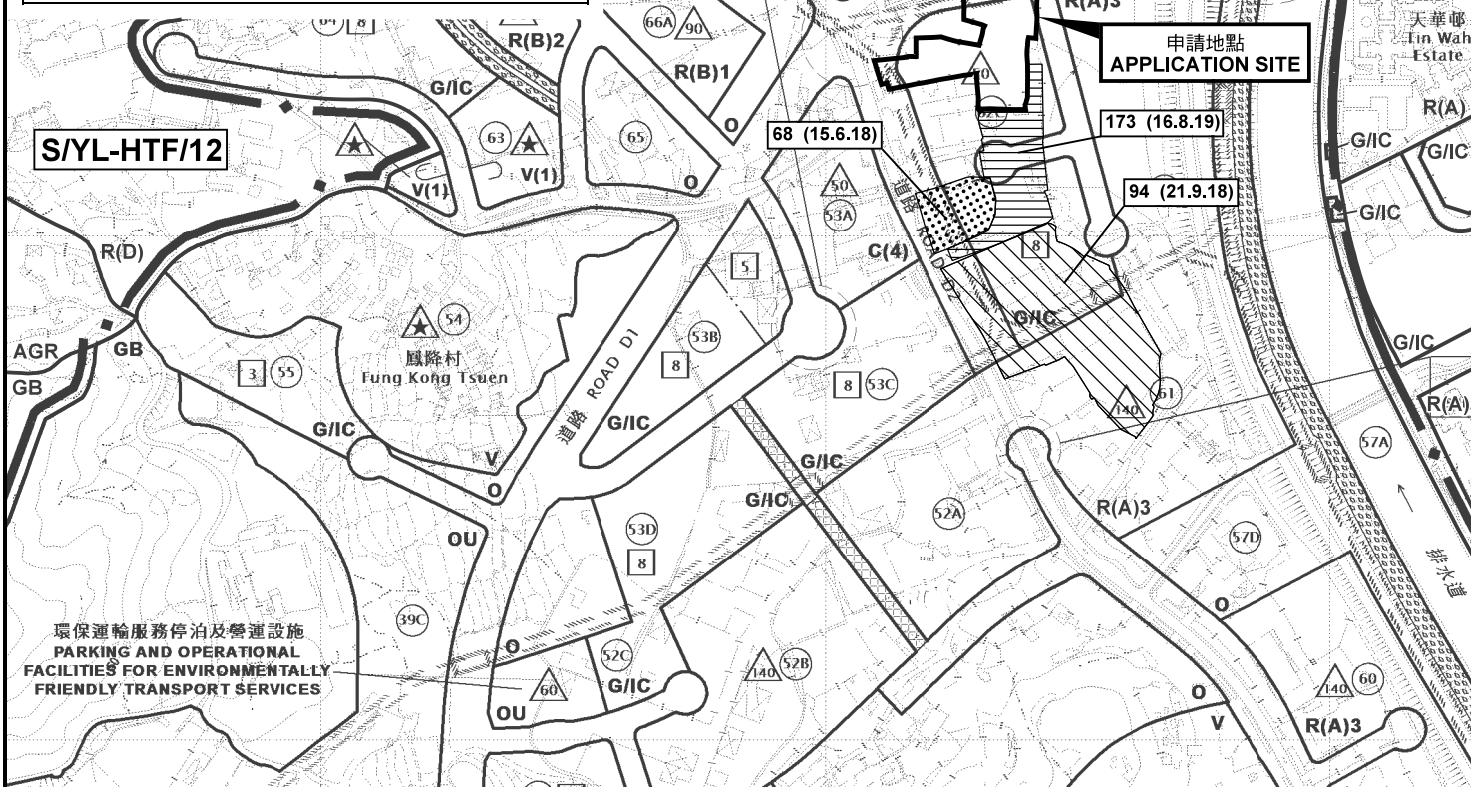 64
8
R(B)2
66A
90
R(B)1
R(A)3
申請地點
APPLICATION SITE
天華邨
Tin Wah
Estate
R(A)
G/IC
G/IC
G/IC
G/IC
R(A)
G/IC
S/YL-HTF/12
63
V(1)
V(1)
65
O
O
68 (15.6.18)
173 (16.8.19)
94 (21.9.18)
50
53A
C(4)
道路 ROAD D2
8
G/IC
R(D)
AGR
GB
GB
54
鳳降村
Fung Kong Tsuen
3
55
G/IC
V
O
道路 ROAD D1
5
53B
8
G/IC
8
53C
G/IC
G/IC
140
61
57A
排水道
52A
R(A)3
57D
O
OU
53D
8
39C
環保運輸服務停泊及營運設施
PARKING AND OPERATIONAL
FACILITIES FOR ENVIRONMENTALLY
FRIENDLY TRANSPORT SERVICES
O
60
OU
52C
G/IC
140
52B
O
V
140
60
R(A)3